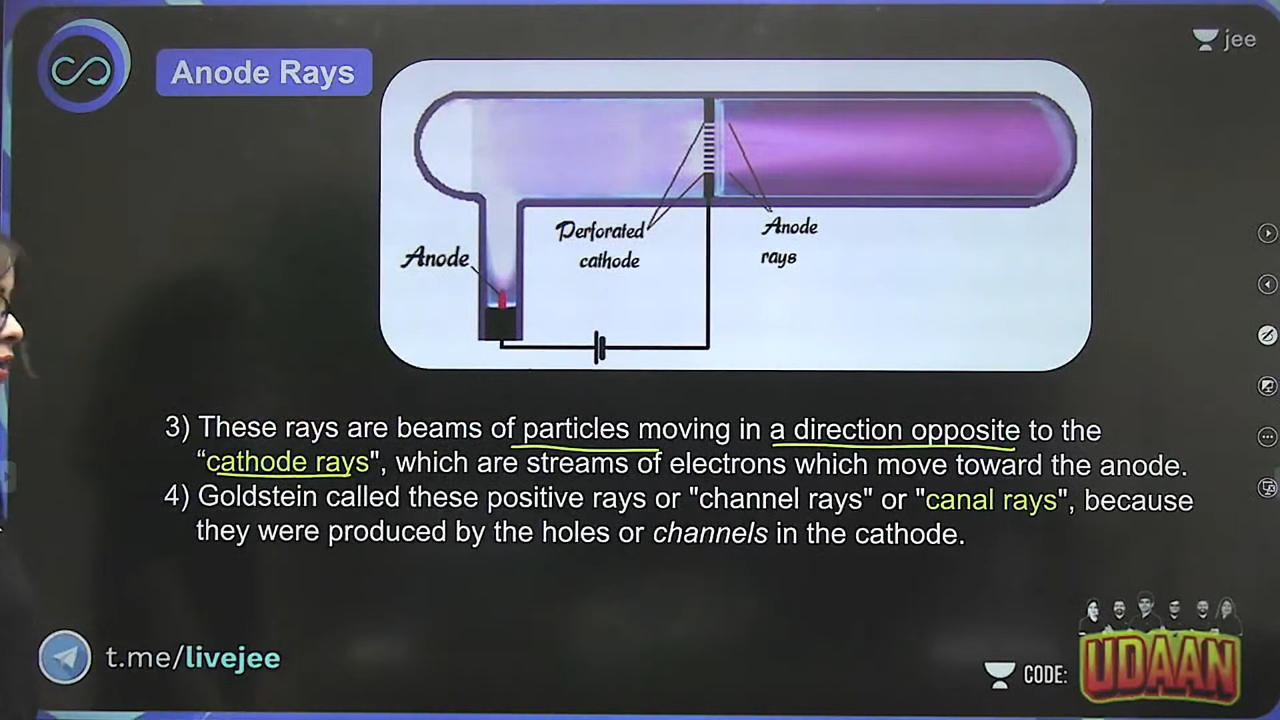 Anode Rays
jee
Perforated
cathode
Anode
rays
Anode
3) These rays are beams of particles moving in a direction opposite to the
“cathode rays", which are streams of electrons which move toward the anode.
4) Goldstein called these positive rays or "channel rays" or "canal rays", because
they were produced by the holes or channels in the cathode.
t.me/livejee
CODE:
UDAAN